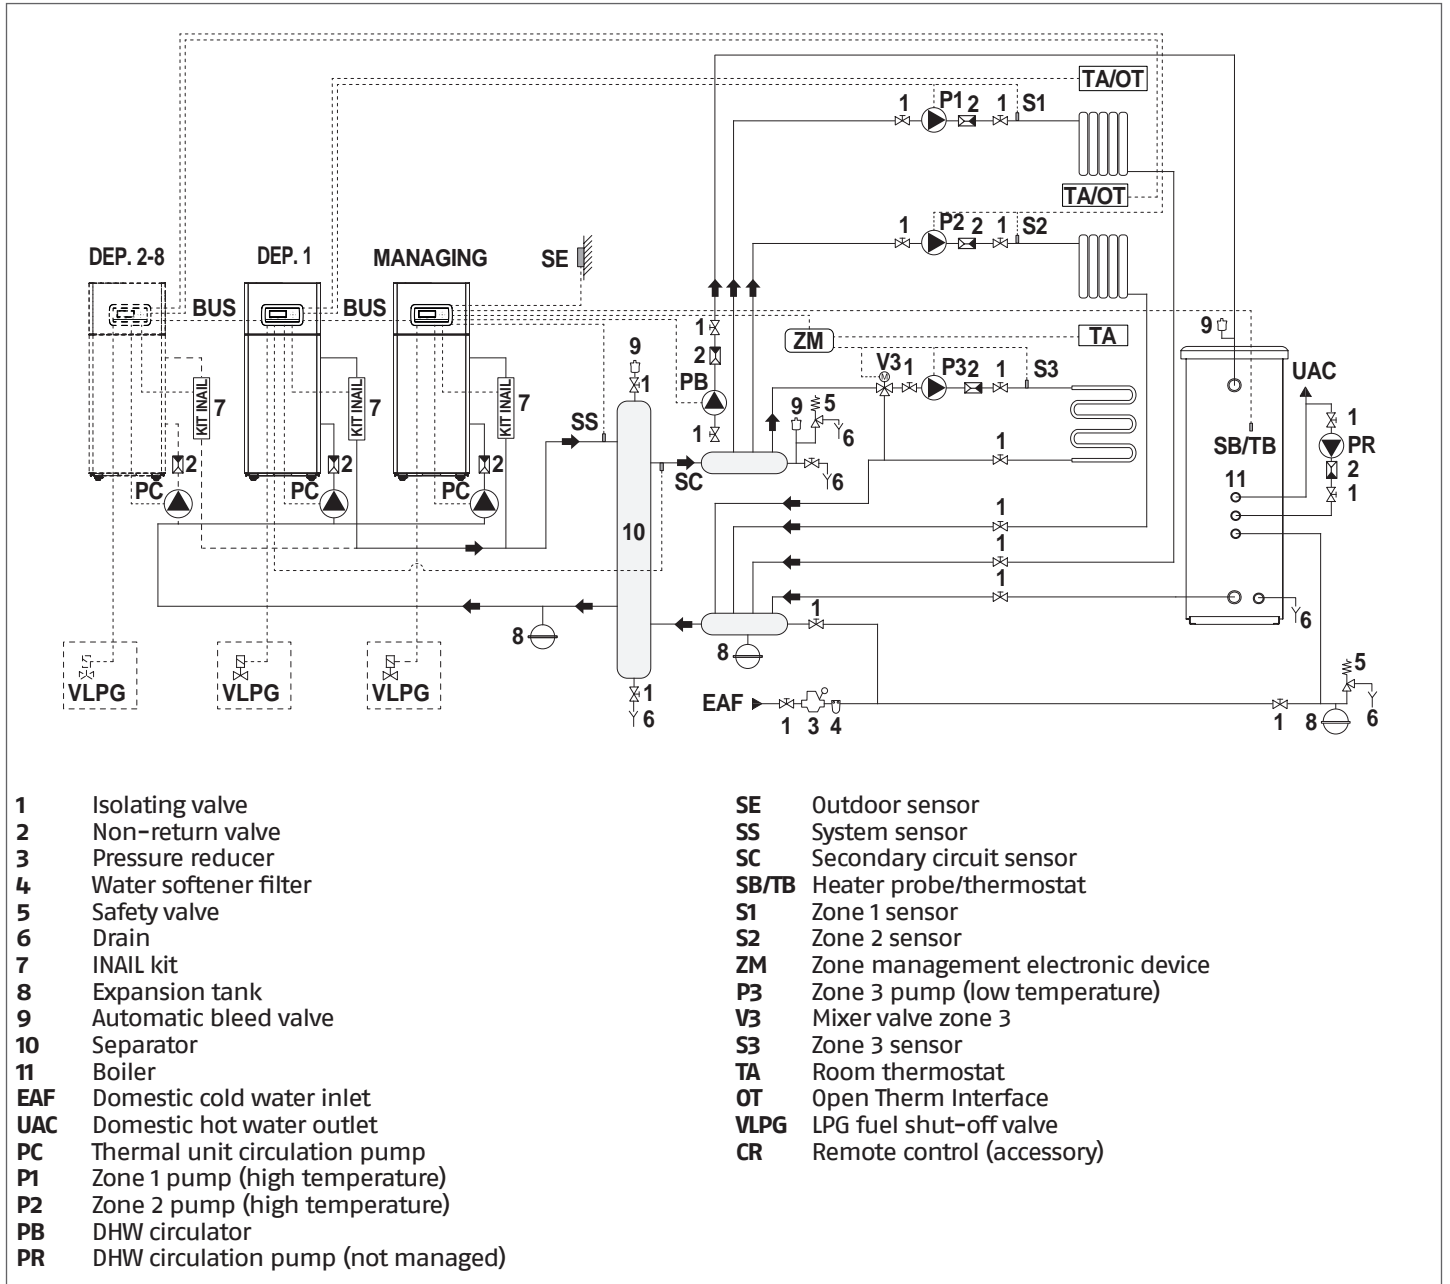 TA/OT
1 P1 2 1 S1
TA/OT
1 P2 2 1 S2
DEP. 2-8 DEP. 1 MANAGING SE
BUS BUS
ZM TA
9 1 2 PB 1
V3 1 P3 2 1 S3
9 UAC
KIT INAIL 7 KIT INAIL 7 KIT INAIL 7
SS 9 5 6 6
1 SB/TB 1 PR 2 1
2 2 2
PC PC PC
SC 11
10 1
1
1 1
8 8 6
VLPG VLPG VLPG
1 6
EAF 1 3 4 1 8 5 6
1 Isolating valve
2 Non-return valve
3 Pressure reducer
4 Water softener filter
5 Safety valve
6 Drain
7 INAIL kit
8 Expansion tank
9 Automatic bleed valve
10 Separator
11 Boiler
EAF Domestic cold water inlet
UAC Domestic hot water outlet
PC Thermal unit circulation pump
P1 Zone 1 pump (high temperature)
P2 Zone 2 pump (high temperature)
PB DHW circulator
PR DHW circulation pump (not managed)
SE Outdoor sensor
SS System sensor
SC Secondary circuit sensor
SB/TB Heater probe/thermostat
S1 Zone 1 sensor
S2 Zone 2 sensor
ZM Zone management electronic device
P3 Zone 3 pump (low temperature)
V3 Mixer valve zone 3
S3 Zone 3 sensor
TA Room thermostat
OT Open Therm Interface
VLPG LPG fuel shut-off valve
CR Remote control (accessory)